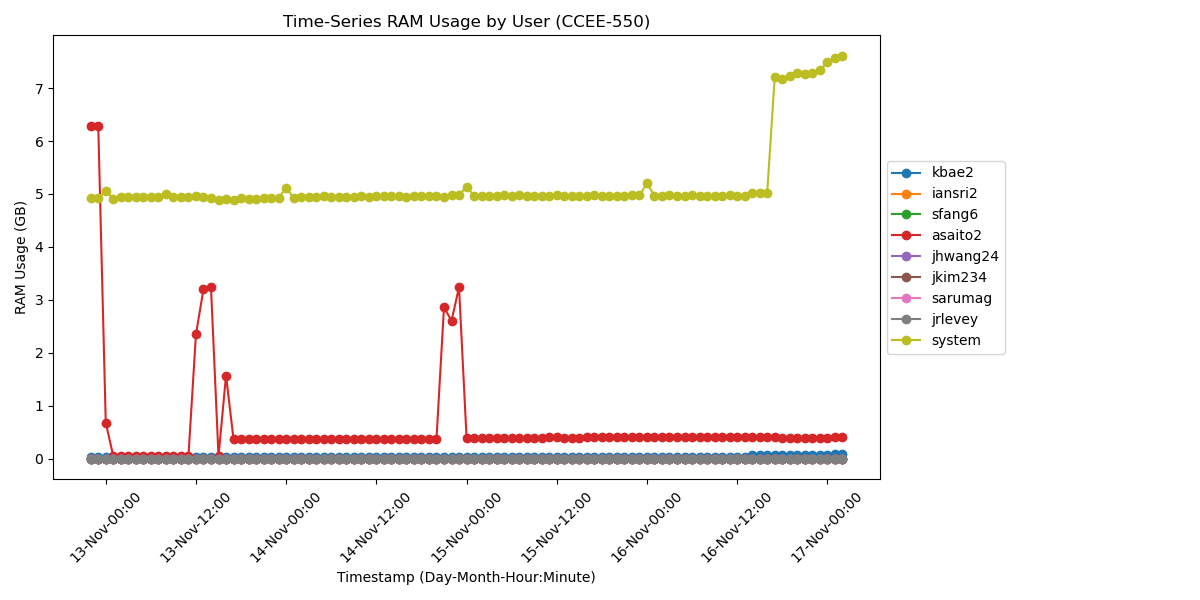 Time-Series RAM Usage by User (CCEE-550)
RAM Usage (GB)
7
6
5
4
3
2
1
0
13-Nov-00:00
13-Nov-12:00
14-Nov-00:00
14-Nov-12:00
15-Nov-00:00
15-Nov-12:00
16-Nov-00:00
16-Nov-12:00
17-Nov-00:00
Timestamp (Day-Month-Hour:Minute)
kbae2
iansri2
sfang6
asaito2
jhwang24
jkim234
sarumag
jrlevey
system